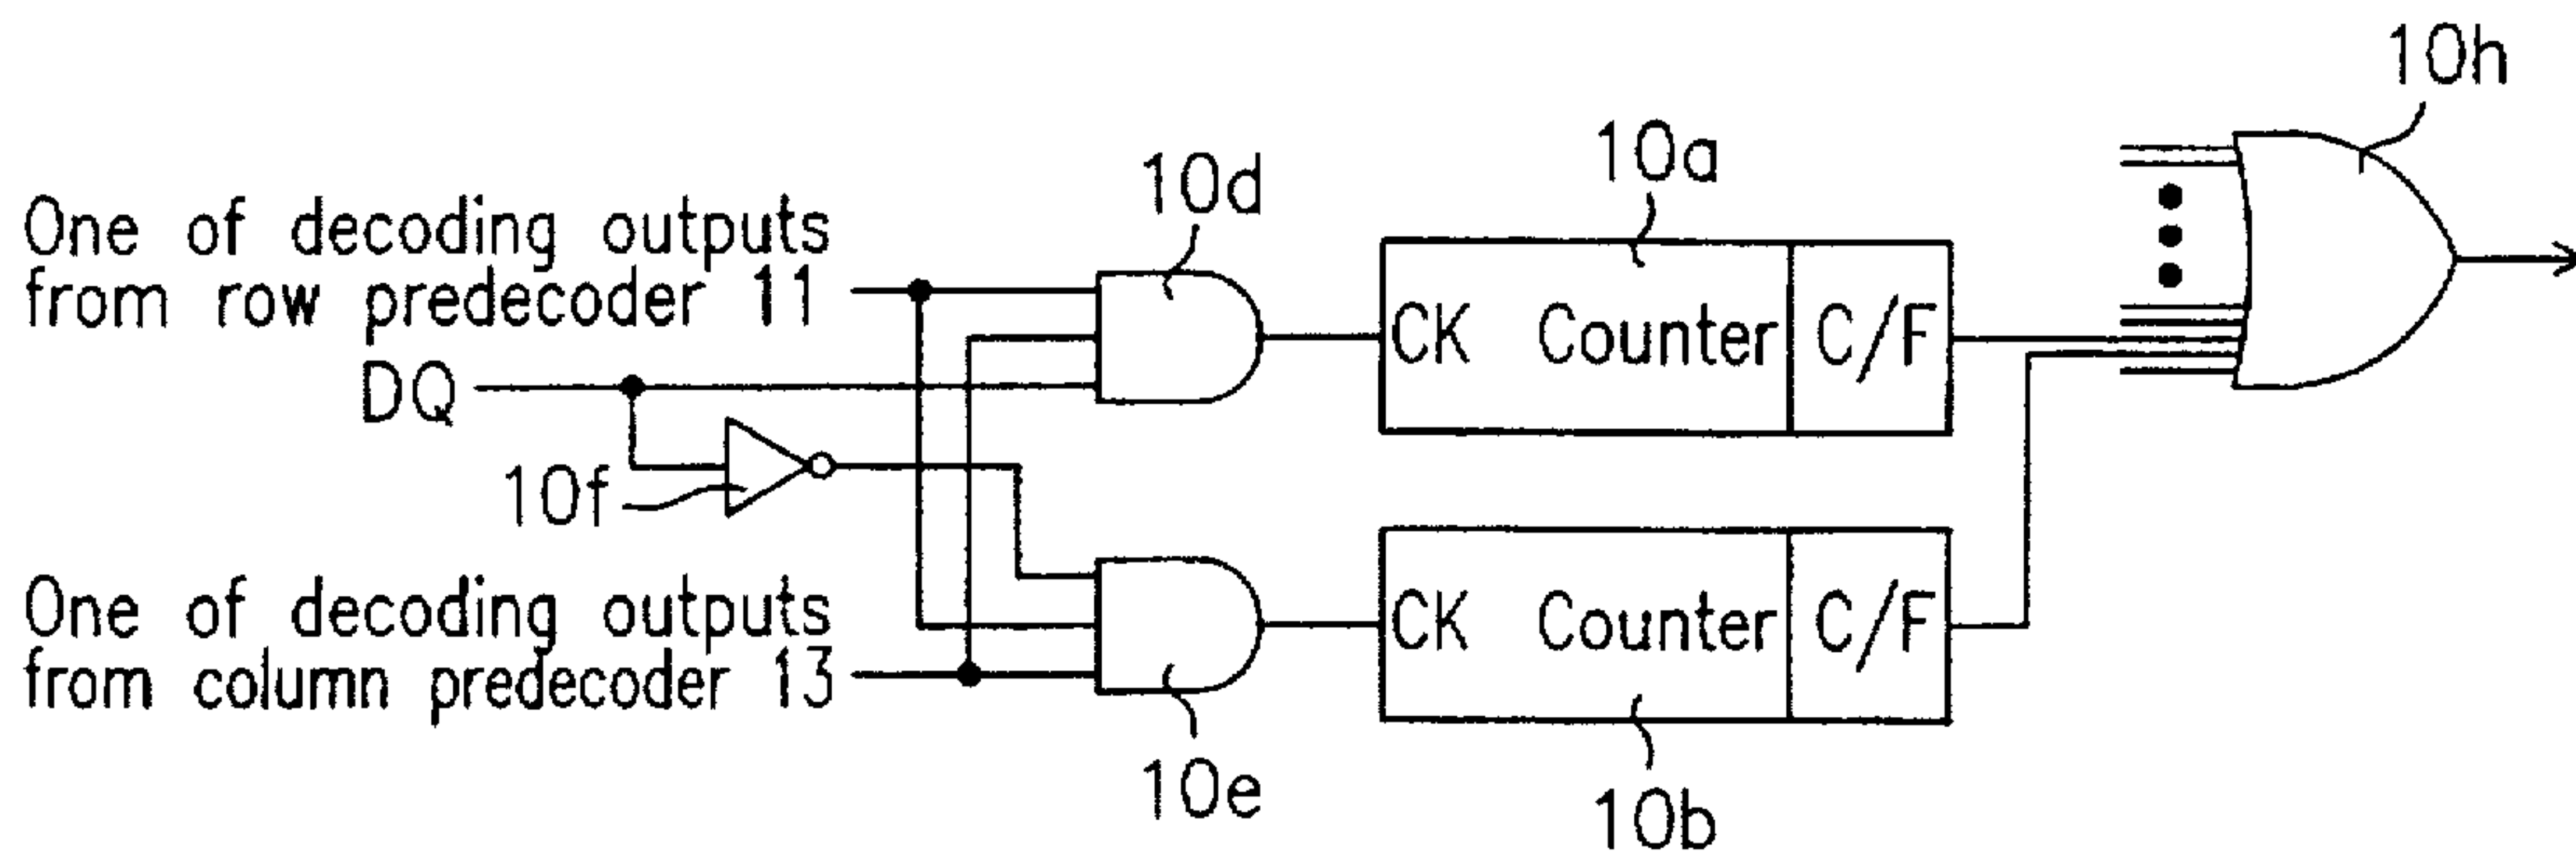 10h
10a
10d
One of decoding outputs
from row predecoder 11
CK Counter C/F
DQ
10f
One of decoding outputs
from column predecoder 13
CK Counter C/F
10e
10b